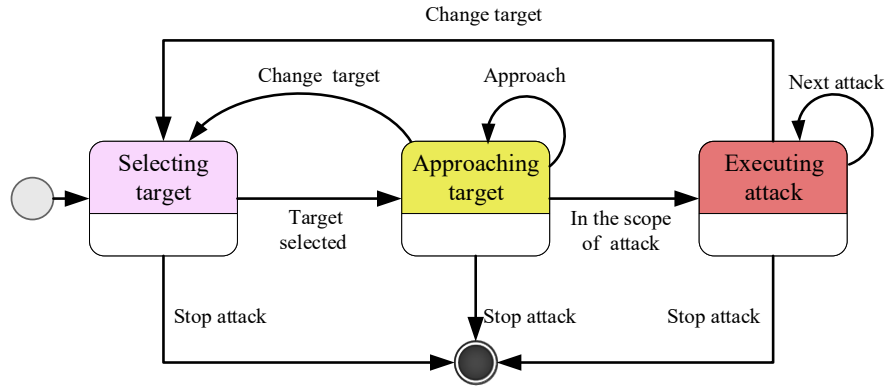 Change target
Change target
Approach
Next attack
Selecting
target
Approaching
target
Executing
attack
Target
selected
In the scope
of attack
Stop attack
Stop attack
Stop attack